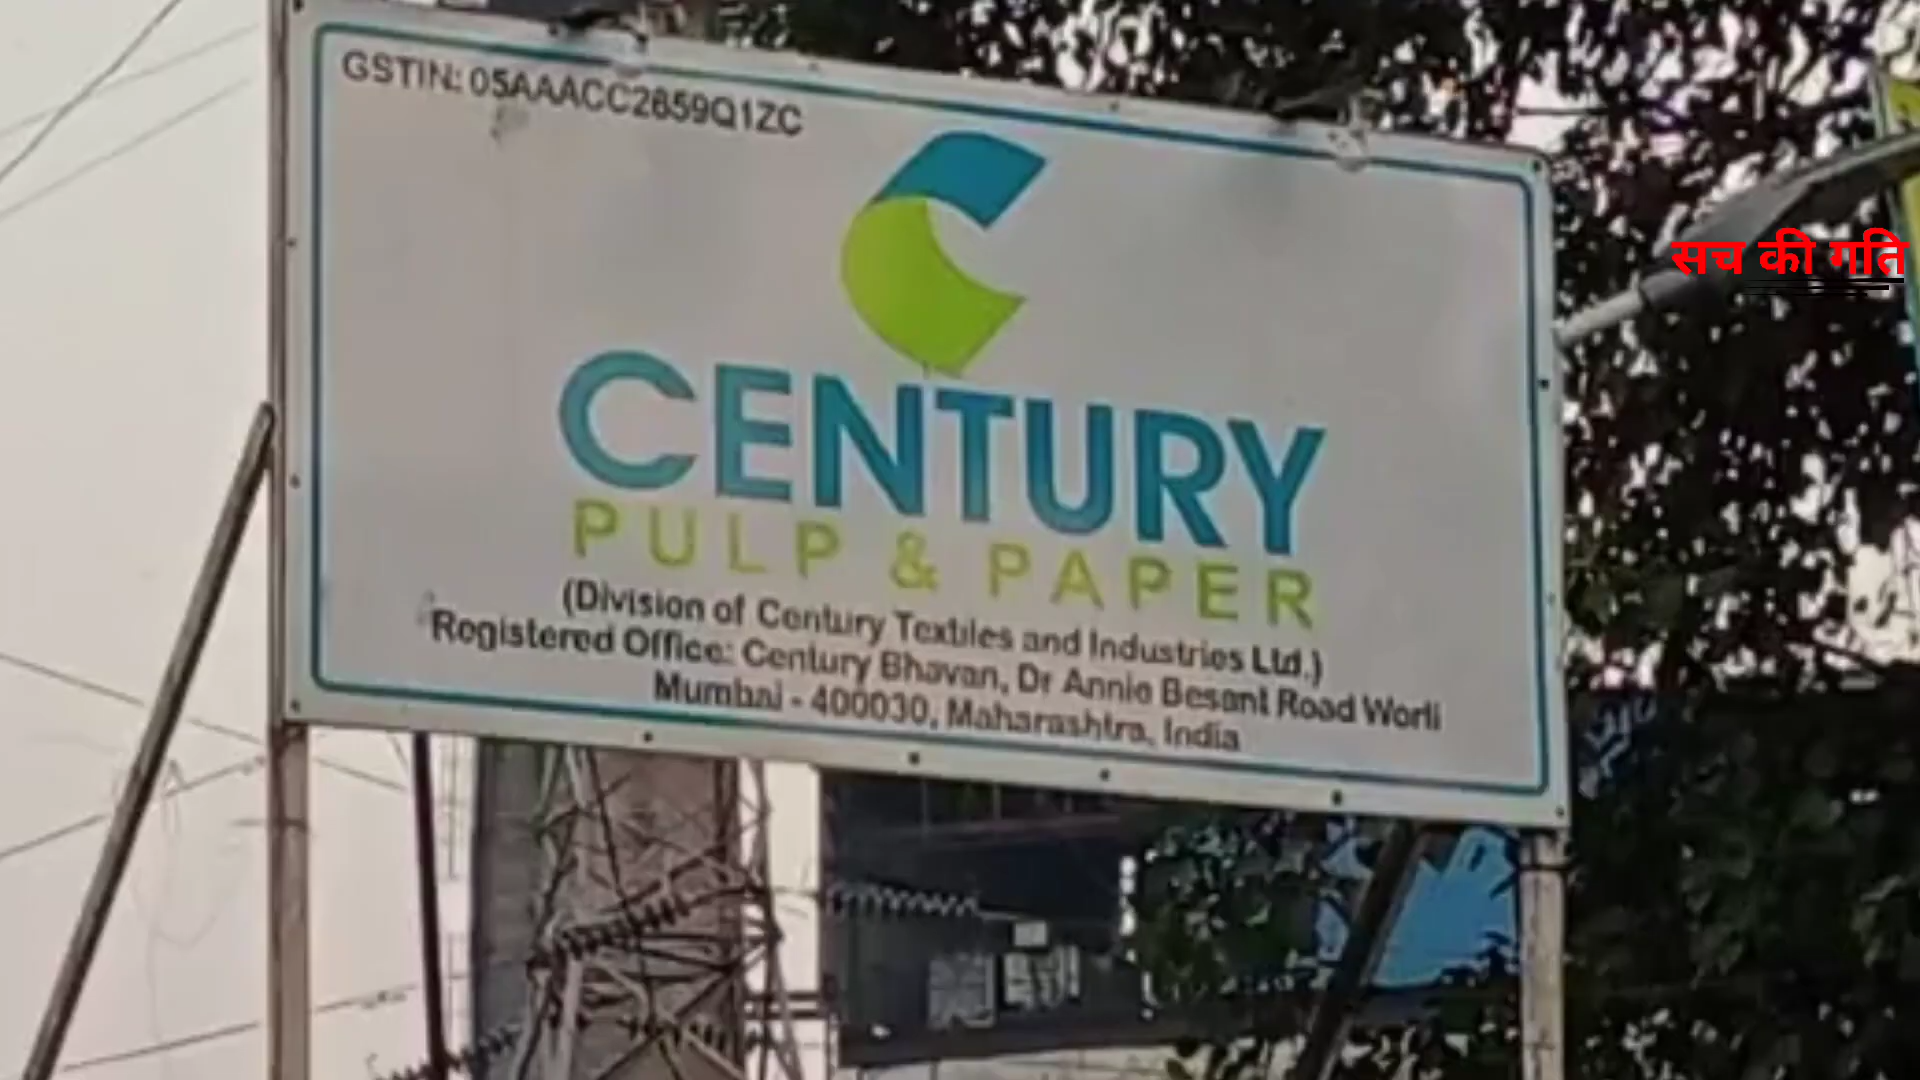 GSTIN: 05AAACC2859Q1ZC
CENTURY
PULP & PAPER
(Division of Century Textiles and Industries Ltd.)
Registered Office: Century Bhavan, Dr Annie Besant Road Worli
Mumbai - 400030, Maharashtra, India
सच की गति